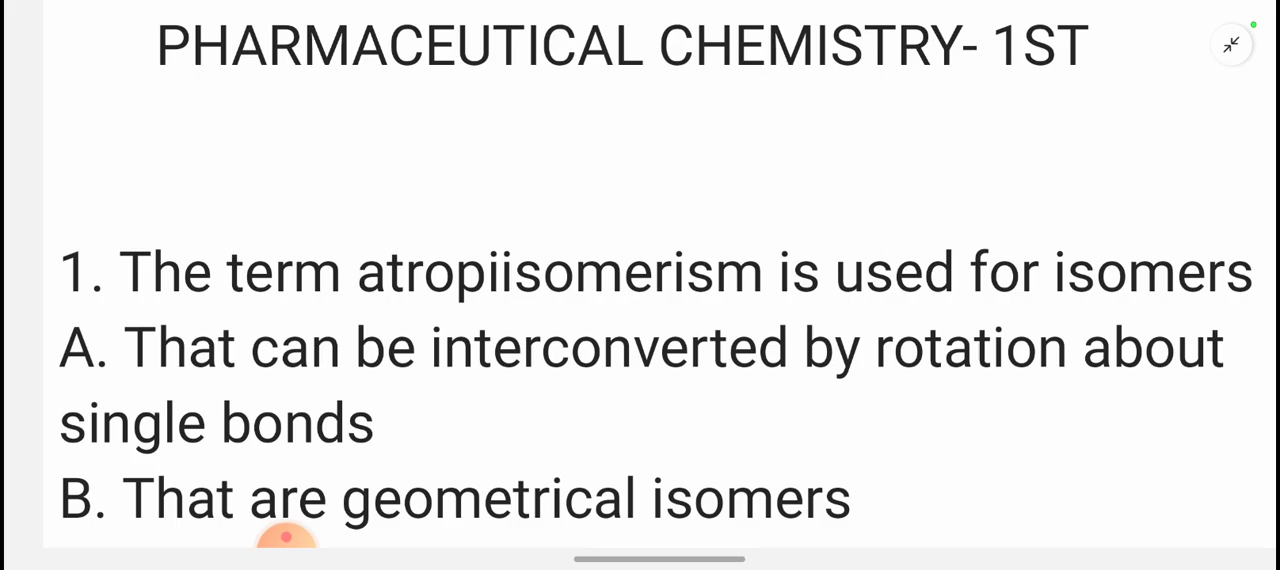 PHARMACEUTICAL CHEMISTRY- 1ST
1. The term atropiisomerism is used for isomers
A. That can be interconverted by rotation about
single bonds
B. That are geometrical isomers